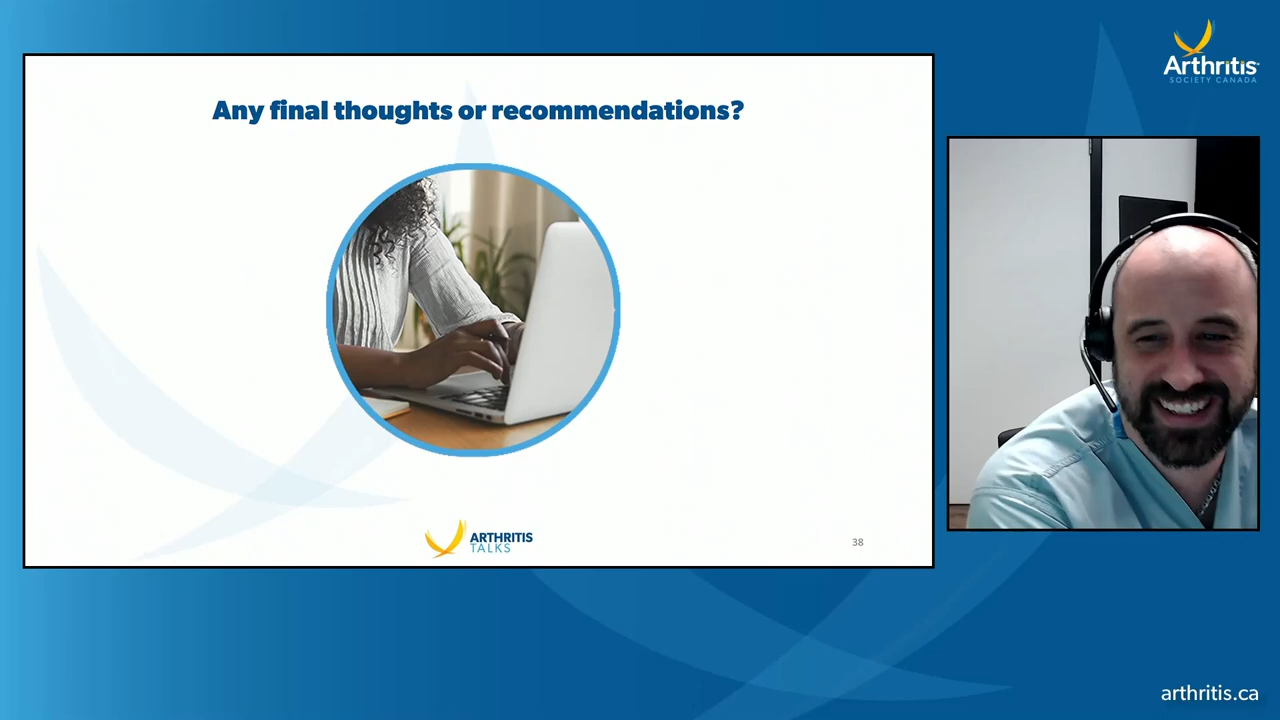 Arthritis
SOCIETY CANADA
Any final thoughts or recommendations?
ARTHRITIS
TALKS
38
arthritis.ca